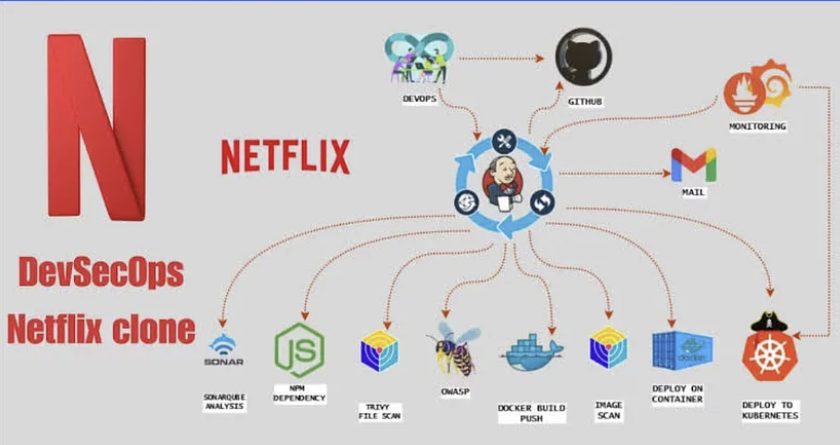 DEVOPS
GITHUB
MONITORING
NETFLIX
MAIL
DevSecOps
Netflix clone
SONAR
JS
docker
SONARQUBE
ANALYSIS
NPM
DEPENDENCY
TRIVY
FILE SCAN
OWASP
DOCKER BUILD
PUSH
IMAGE
SCAN
DEPLOY ON
CONTAINER
DEPLOY TO
KUBERNETES